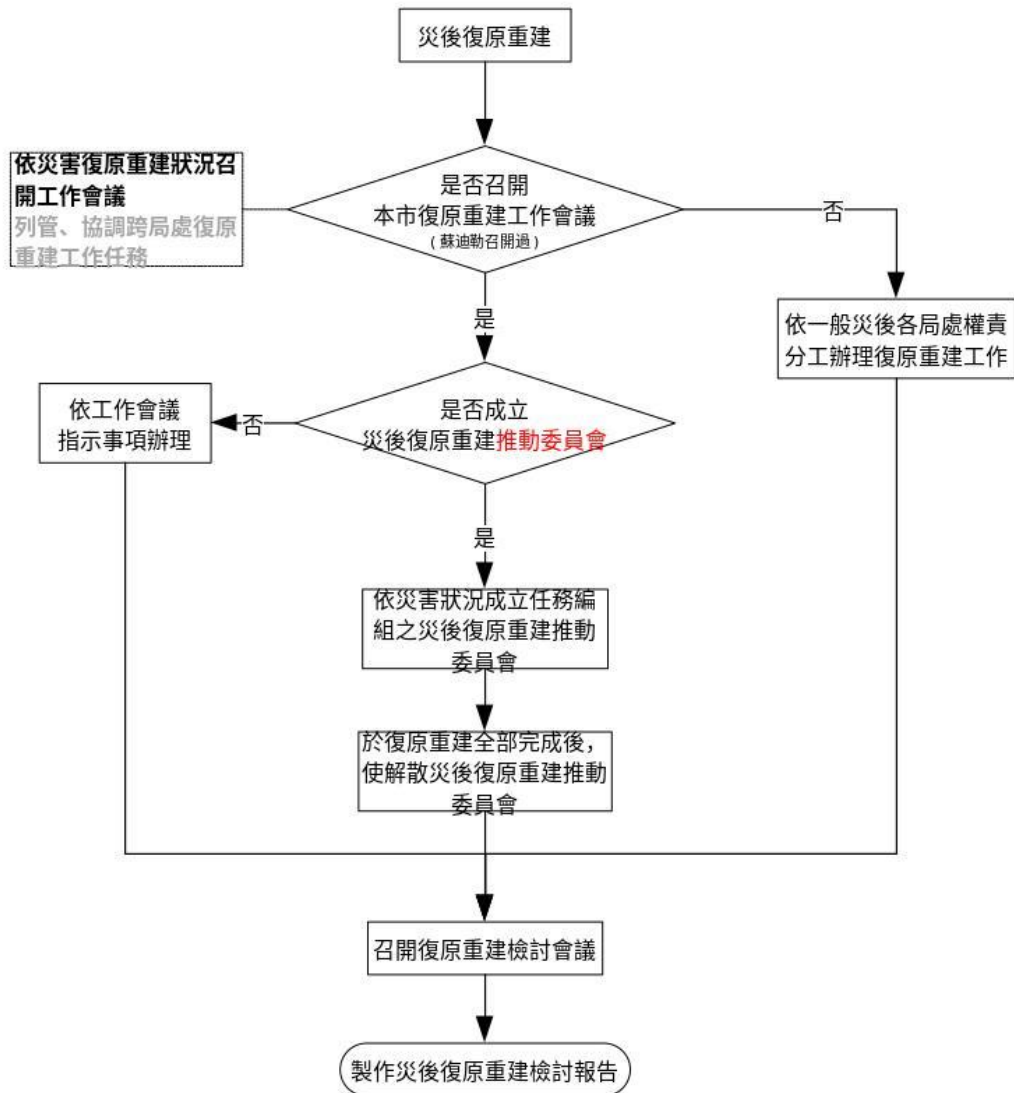 災後復原重建
依災害復原重建狀況召
開工作會議
列管、協調跨局處復原
重建工作任務
是否召開
本市復原重建工作會議
(蘇迪勒召開過)
否
是
依一般災後各局處權責
分工辦理復原重建工作
依工作會議
指示事項辦理
否
是否成立
災後復原重建推動委員會
是
依災害狀況成立任務編
組之災後復原重建推動
委員會
於復原重建全部完成後，
使解散災後復原重建推動
委員會
召開復原重建檢討會議
製作災後復原重建檢討報告